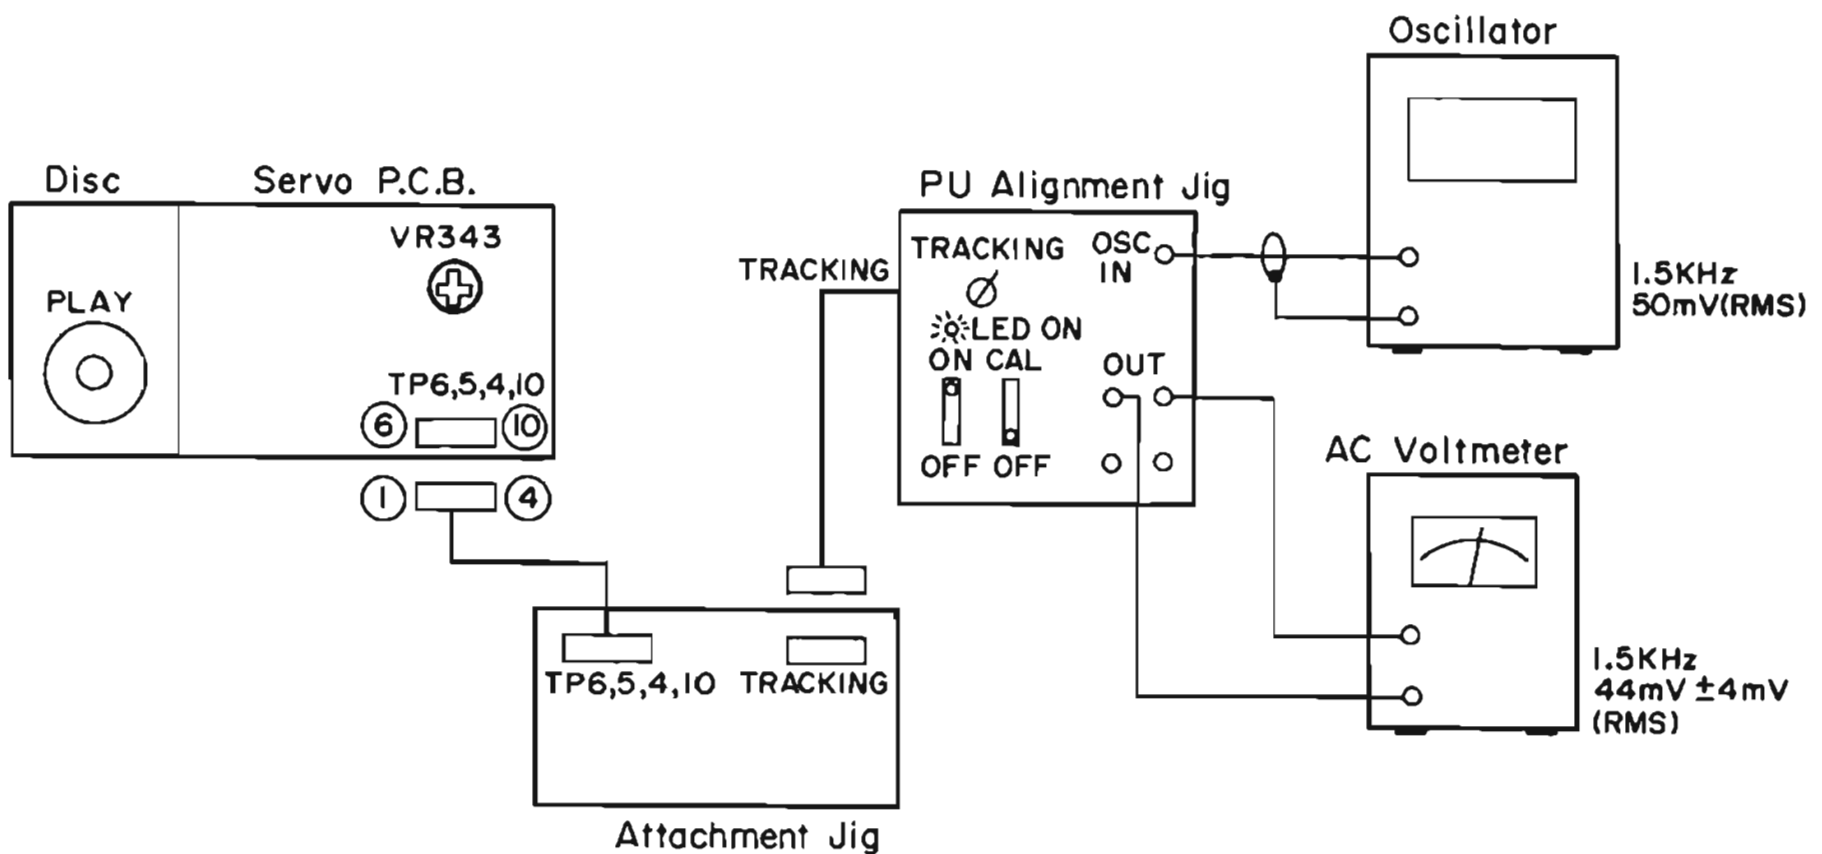 Oscillator
1.5KHz
50mV(RMS)
Disc
Servo P.C.B.
VR343
PLAY
TP6,5,4,10
6
10
1
4
PU Alignment Jig
TRACKING
TRACKING
OSC
IN
LED ON
ON CAL
OUT
OFF OFF
AC Voltmeter
1.5KHz
44mV ±4mV
(RMS)
TP6,5,4,10
TRACKING
Attachment Jig